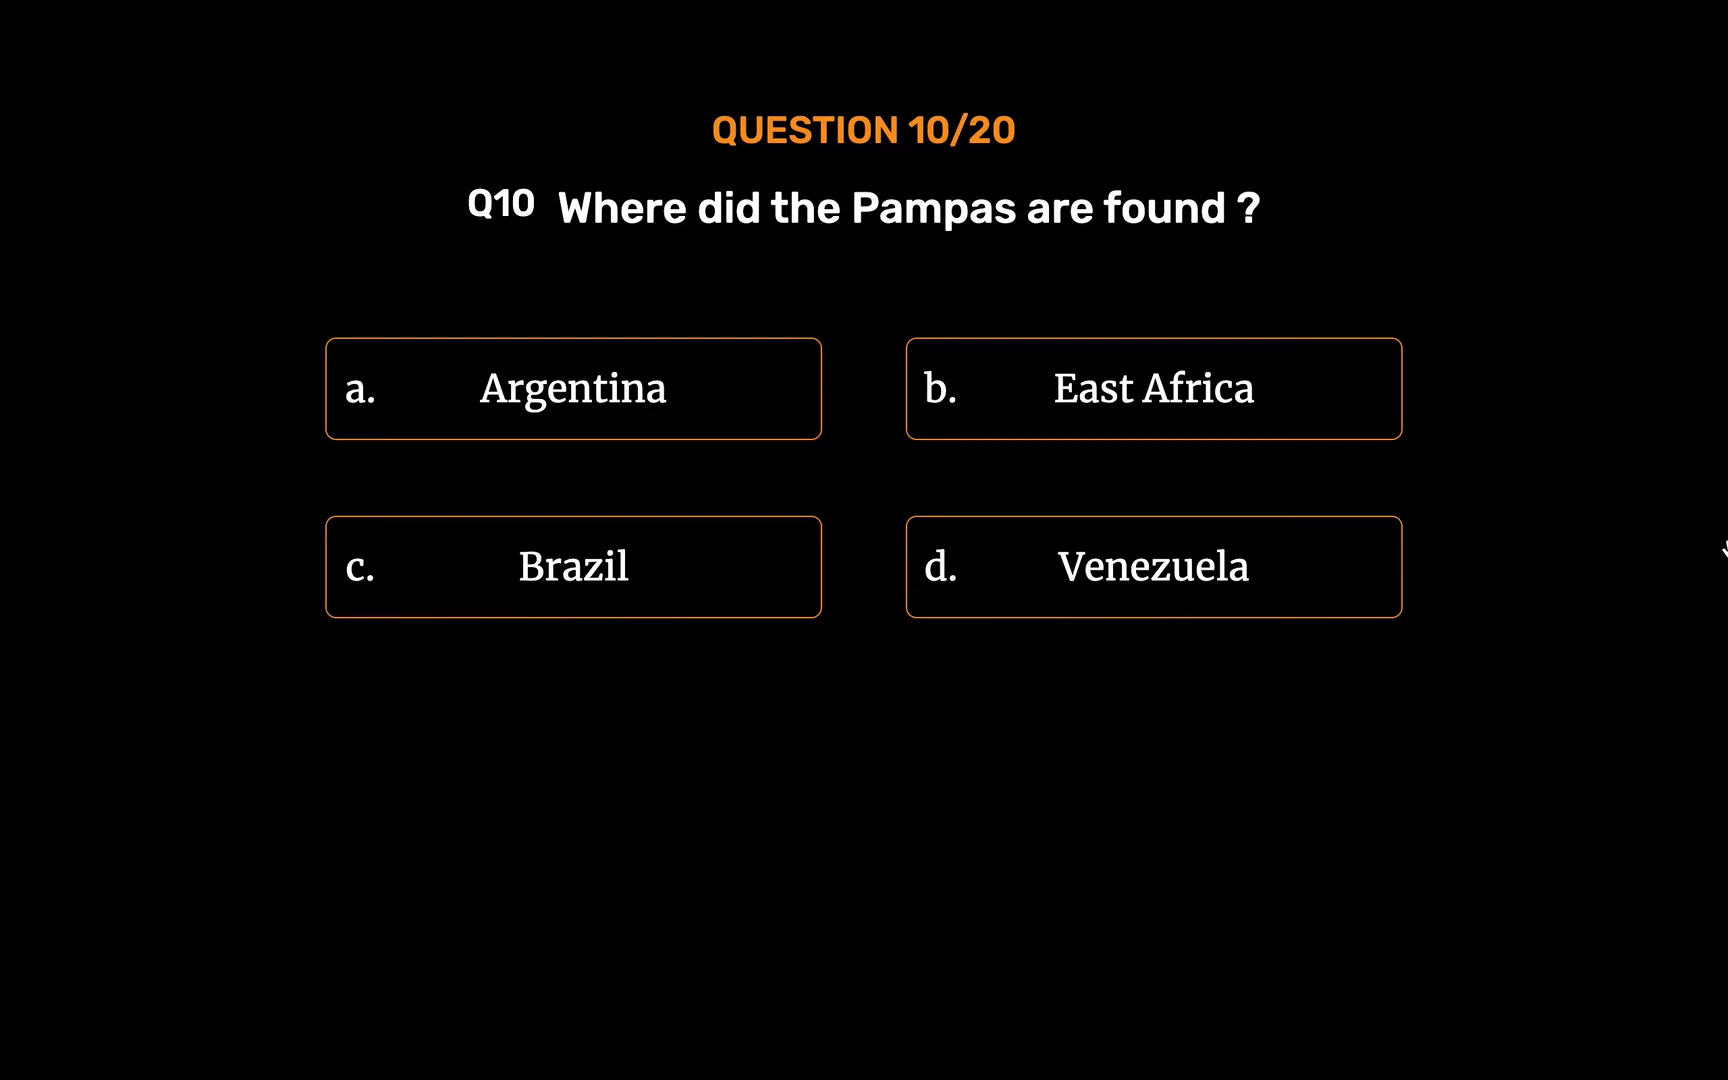 QUESTION 10/20
Q10 Where did the Pampas are found ?
a. Argentina
b. East Africa
c. Brazil
d. Venezuela